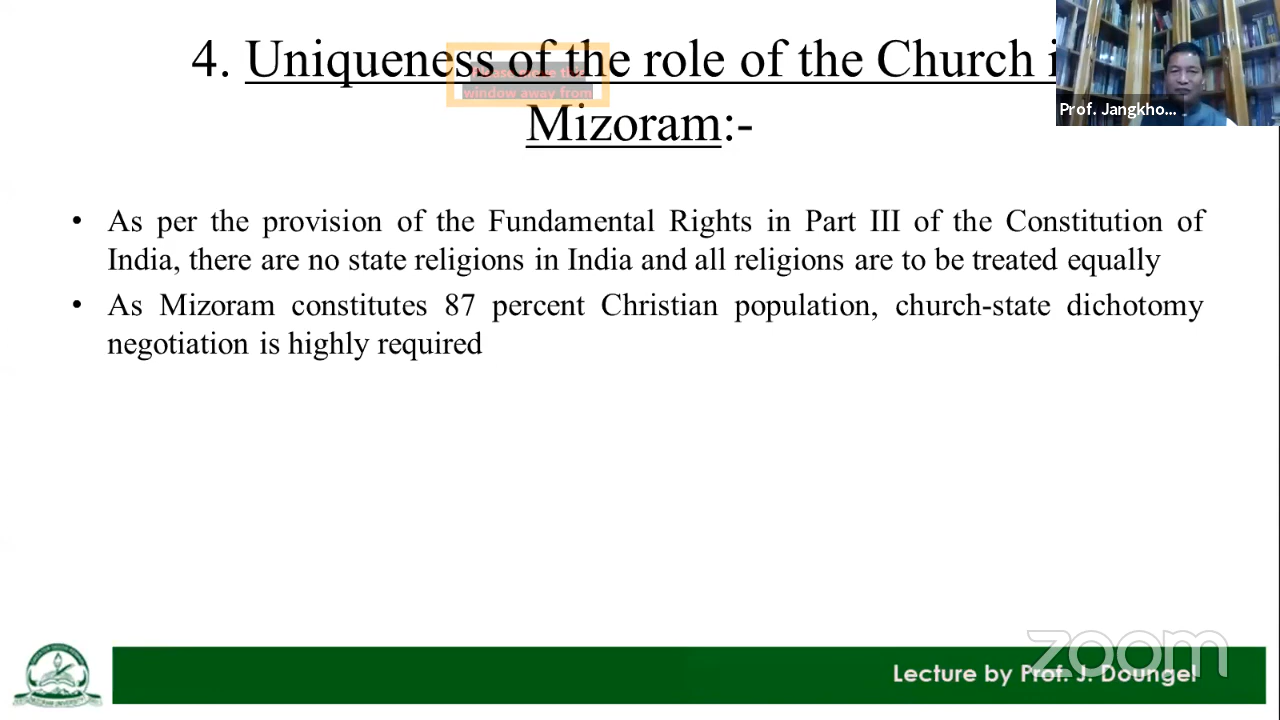 4. Uniqueness of the role of the Church i
Mizoram:-
window away from
Prof. Jangkho...
• As per the provision of the Fundamental Rights in Part III of the Constitution of
India, there are no state religions in India and all religions are to be treated equally
• As Mizoram constitutes 87 percent Christian population, church-state dichotomy
negotiation is highly required
zoom
Lecture by Prof. J. Doungel